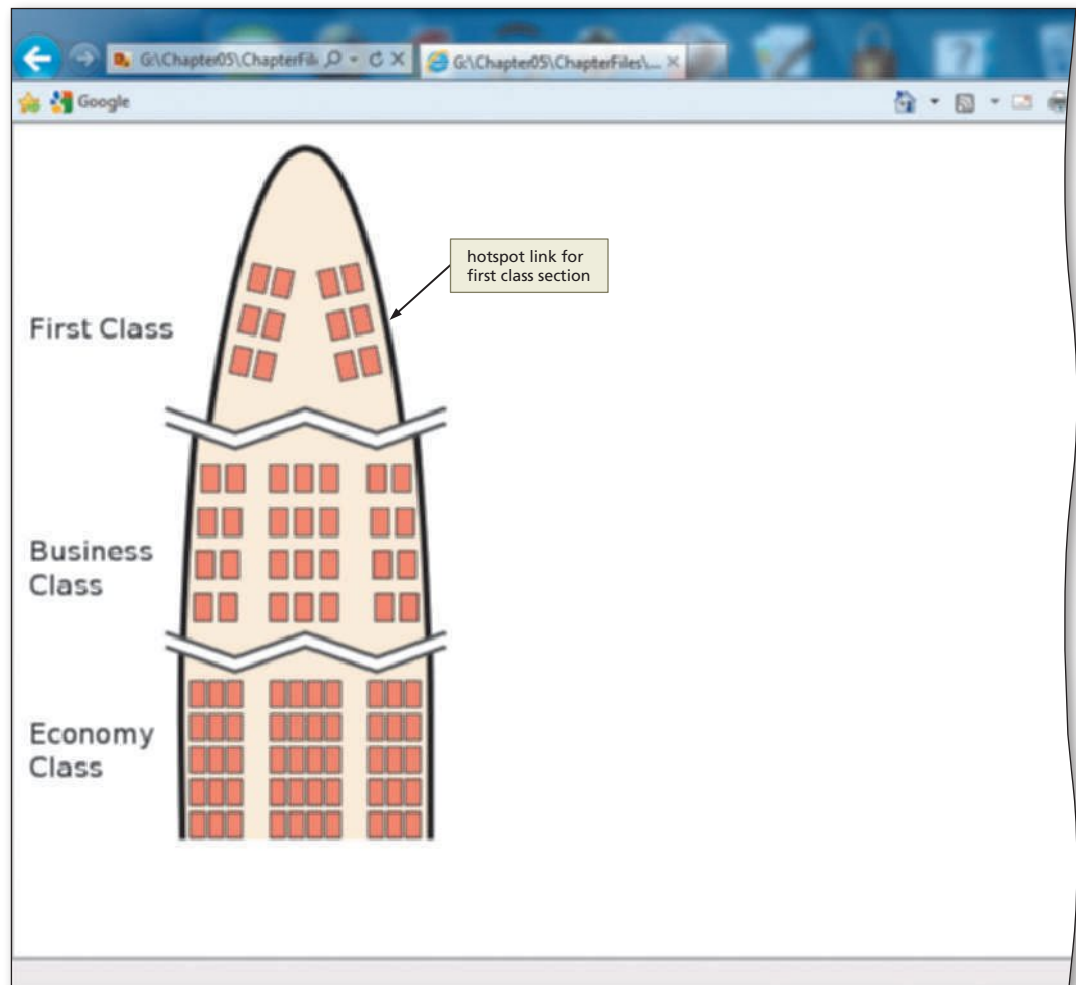 G:\Chapter05\ChapterFil
G:\Chapter05\ChapterFiles\...
Google
hotspot link for
first class section
First Class
Business
Class
Economy
Class